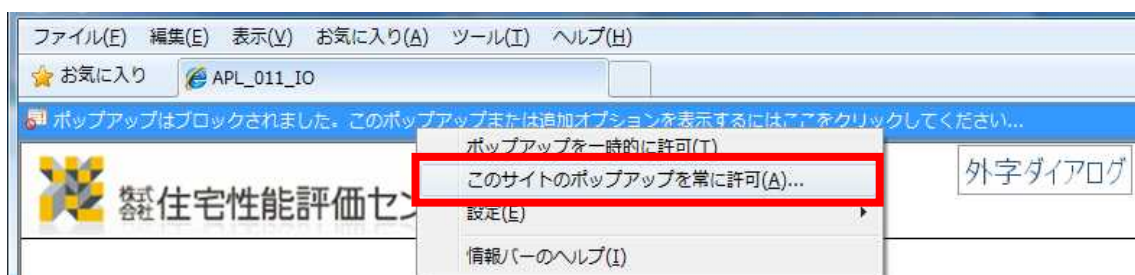 ファイル(F) 編集(E) 表示(V) お気に入り(A) ツール(T) ヘルプ(H)
お気に入り APL_011_IO
ポップアップはブロックされました。このポップアップまたは追加オプションを表示するにはここをクリックしてください...
ポップアップを一時的に許可(T)
このサイトのポップアップを常に許可(A)...
設定(E)
情報バーのヘルプ(I)
株式会社住宅性能評価セン
外字ダイアログ